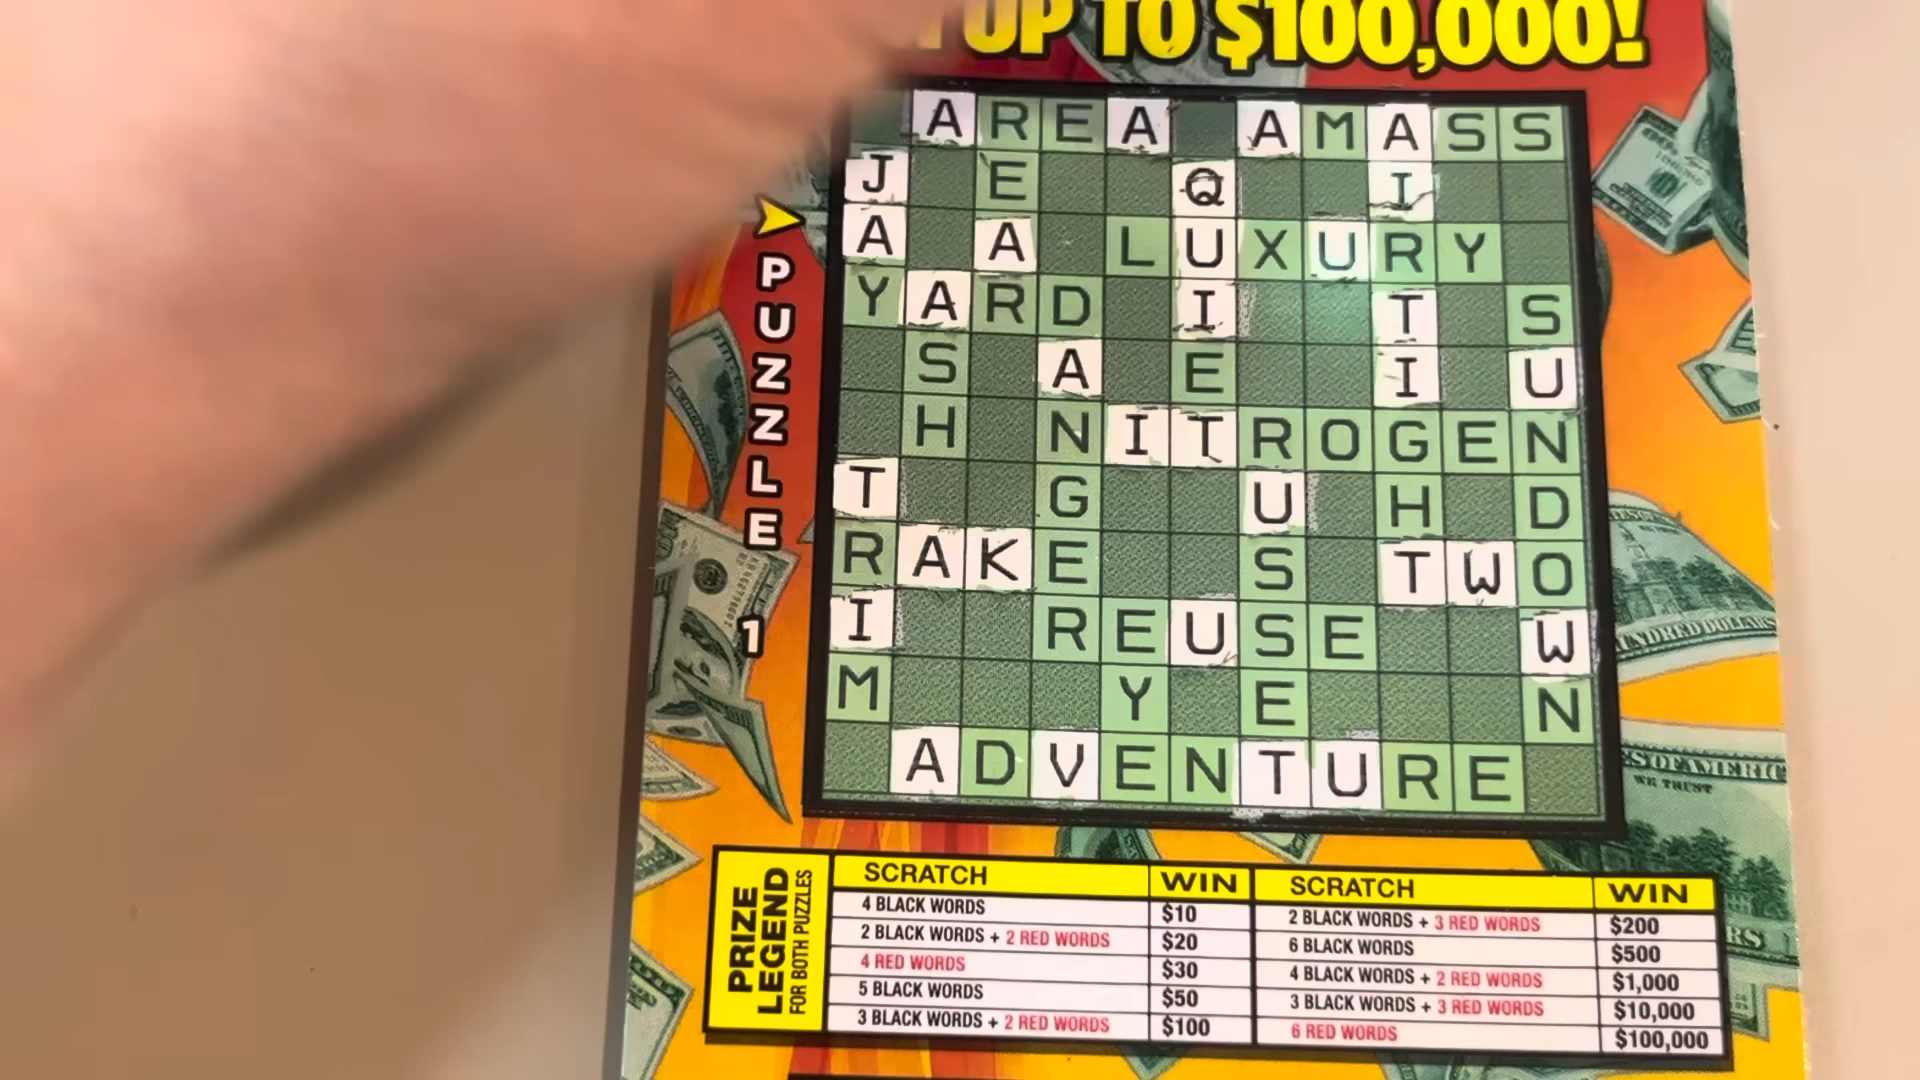 UP TO $100,000!
PUZZLE 1
A R E A A M A S S
J E Q I
A A L U X U R Y
Y A R D I T S
S A E I U
H N I T R O G E N
T G U H D
R A K E S T W O
I R E U S E W
M Y E N
A D V E N T U R E
PRIZE LEGEND
FOR BOTH PUZZLES
SCRATCH WIN SCRATCH WIN
4 BLACK WORDS $10 2 BLACK WORDS + 3 RED WORDS $200
2 BLACK WORDS + 2 RED WORDS $20 6 BLACK WORDS $500
4 RED WORDS $30 4 BLACK WORDS + 2 RED WORDS $1,000
5 BLACK WORDS $50 3 BLACK WORDS + 3 RED WORDS $10,000
3 BLACK WORDS + 2 RED WORDS $100 6 RED WORDS $100,000